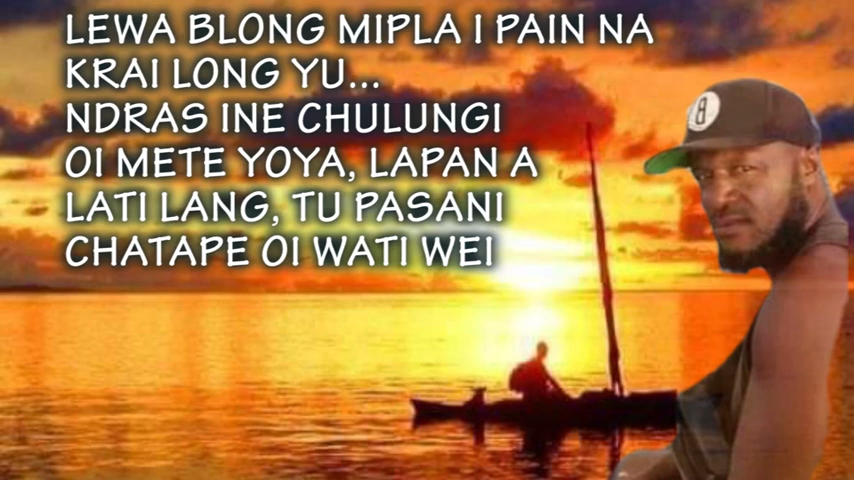 LEWA BLONG MIPLA I PAIN NA
KRAI LONG YU...
NDRAS INE CHULUNGI
OI METE YOYA, LAPAN A
LATI LANG, TU PASANI
CHATAPE OI WATI WEI